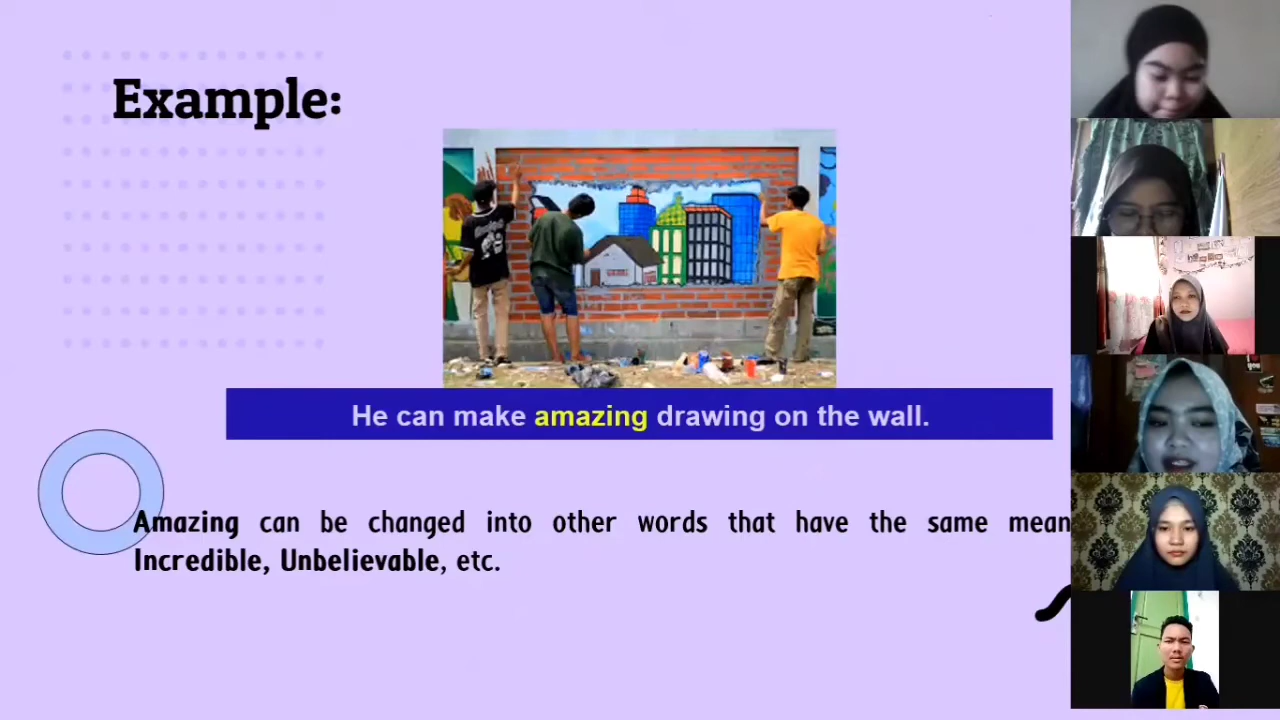 Example:
He can make amazing drawing on the wall.
Amazing can be changed into other words that have the same mean
Incredible, Unbelievable, etc.